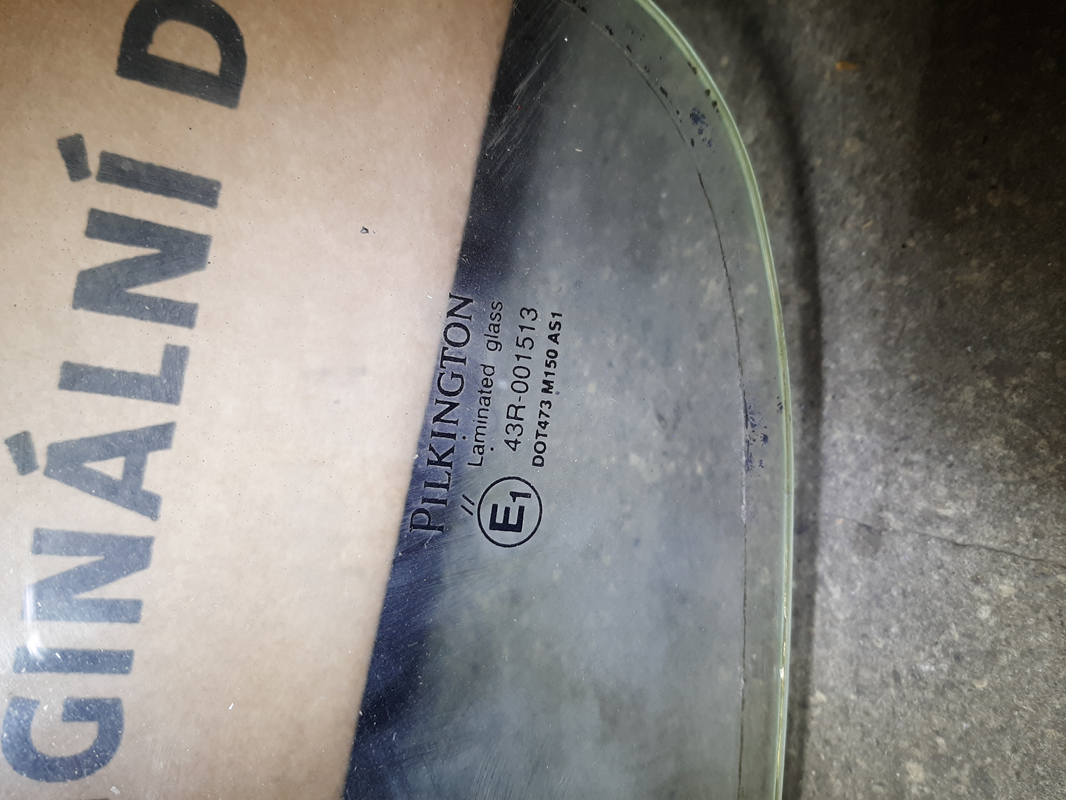 GINÁLNÍ D
PILKINGTON
Laminated glass
//
E1
43R-001513
DOT473 M150 AS1